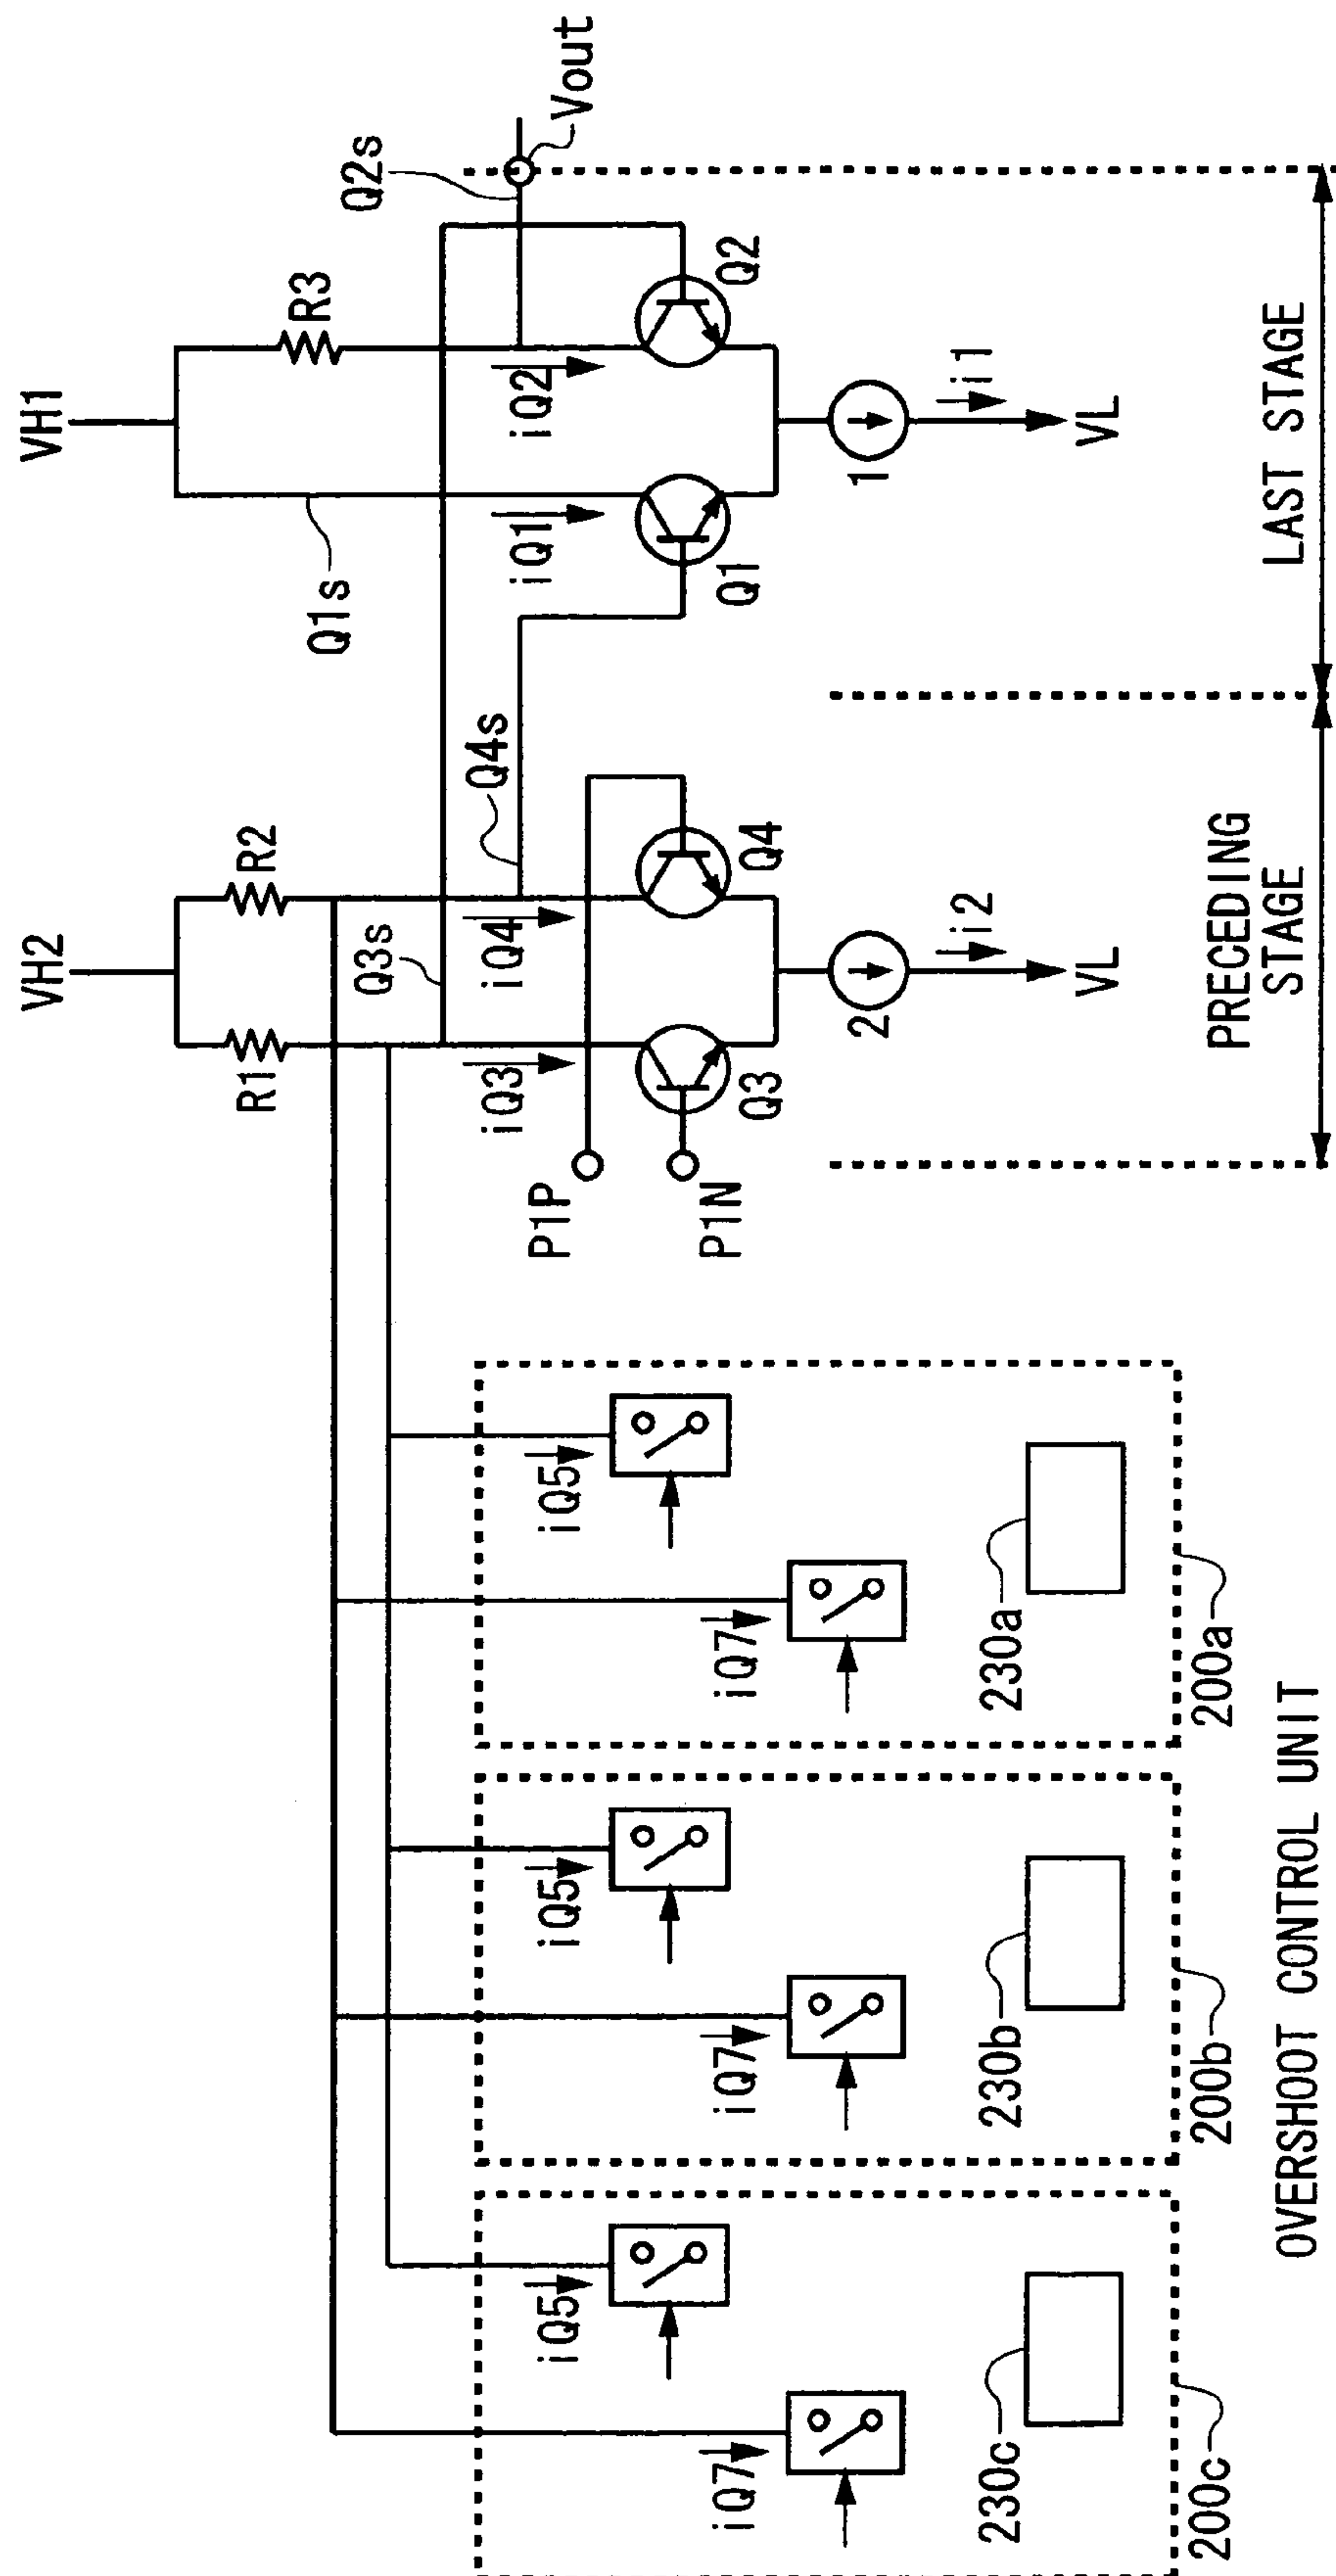 VH2
VH1
R1
R2
R3
Q1s
Q2s
Vout
Q3s
Q4s
iQ3
iQ4
iQ1
iQ2
P1P
P1N
Q3
Q4
Q1
Q2
2
i2
VL
1
i1
VL
iQ5
iQ7
230c
200c
iQ5
iQ7
230b
200b
iQ5
iQ7
230a
200a
OVERSHOOT CONTROL UNIT
PRECEDING
STAGE
LAST STAGE